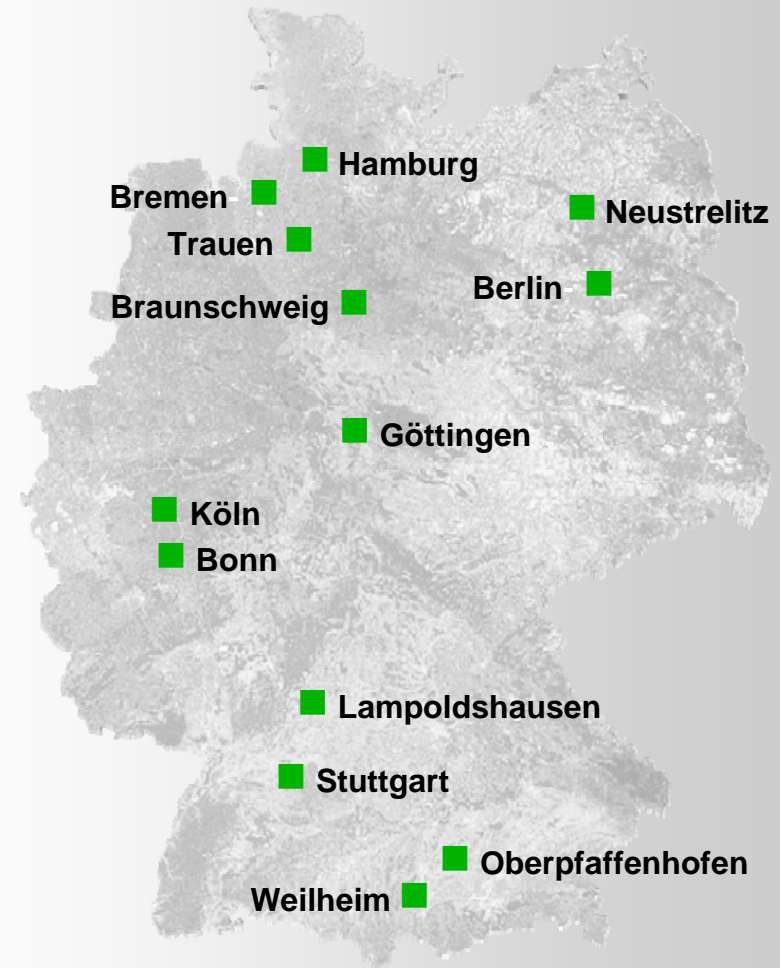 Hamburg
Bremen
Neustrelitz
Trauen
Berlin
Braunschweig
Göttingen
Köln
Bonn
Lampoldshausen
Stuttgart
Oberpfaffenhofen
Weilheim